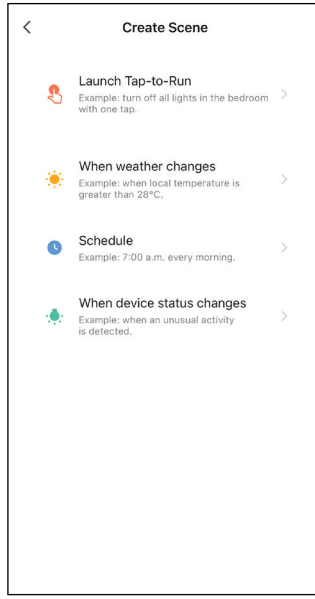 Create Scene
Launch Tap-to-Run
Example: turn off all lights in the bedroom
with one tap.
When weather changes
Example: when local temperature is
greater than 28°C.
Schedule
Example: 7:00 a.m. every morning.
When device status changes
Example: when an unusual activity
is detected.